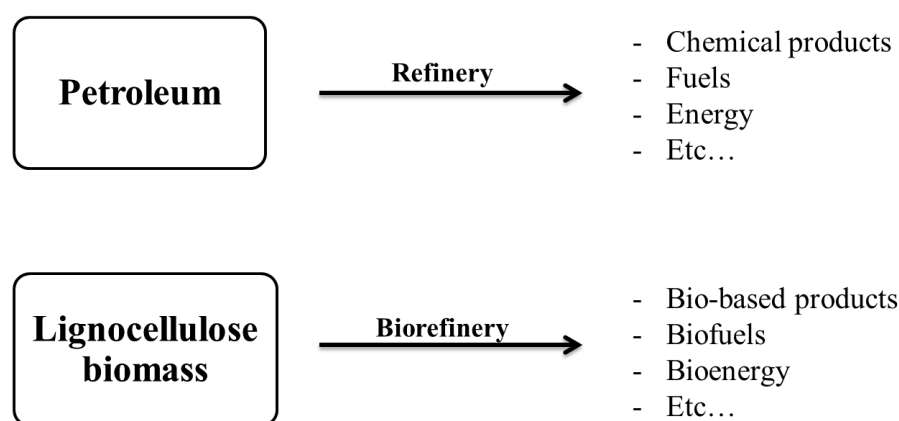 Petroleum
Refinery
- Chemical products
- Fuels
- Energy
- Etc…
Lignocellulose
biomass
Biorefinery
- Bio-based products
- Biofuels
- Bioenergy
- Etc…